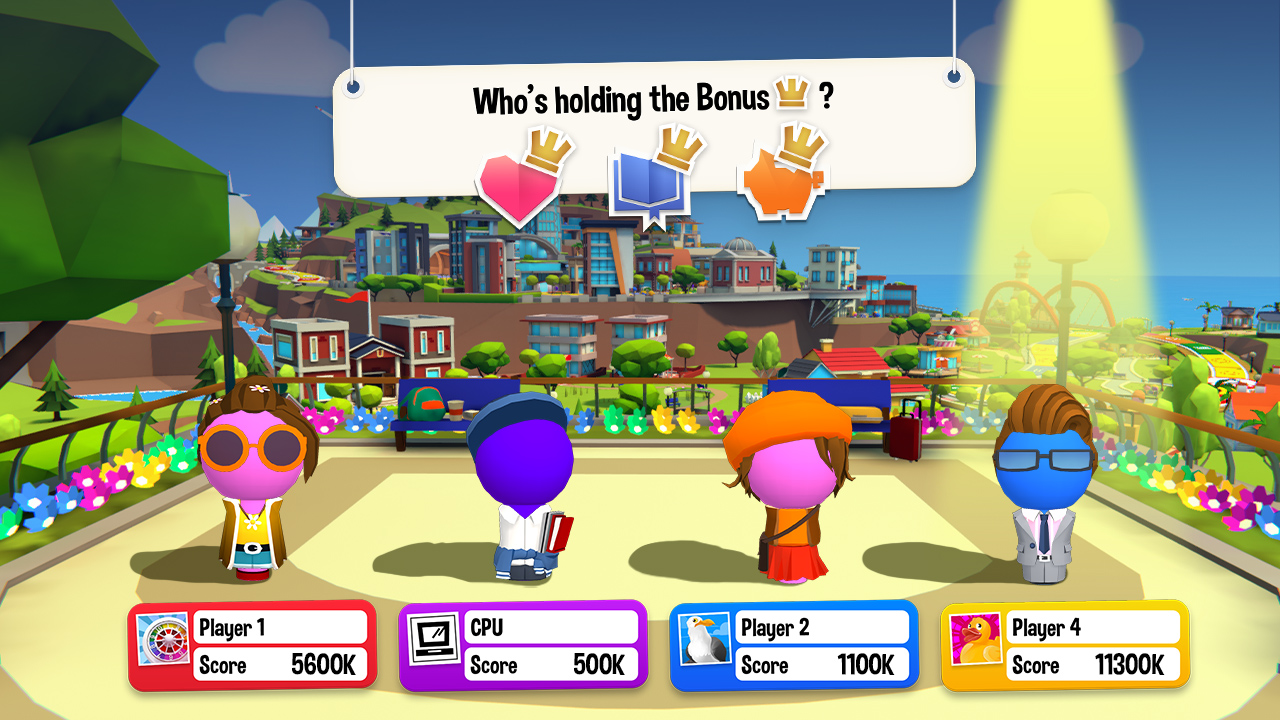 Who's holding the Bonus ?
Player 1
Score 5600K
CPU
Score 500K
Player 2
Score 1100K
Player 4
Score 11300K